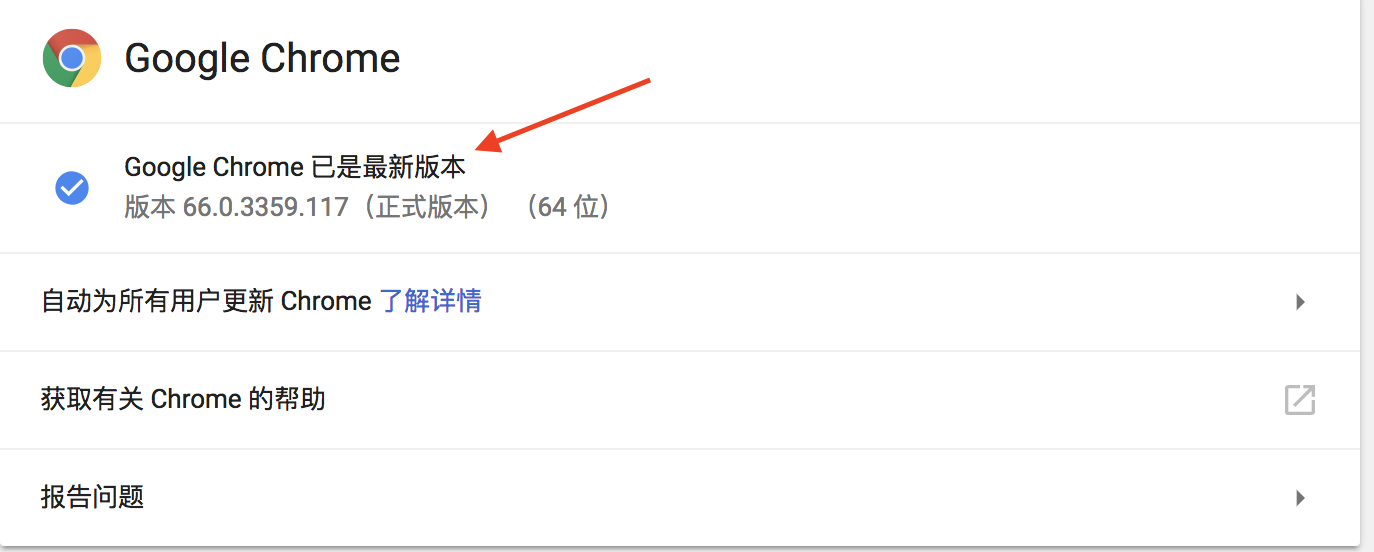 Google Chrome
Google Chrome 已是最新版本
版本 66.0.3359.117（正式版本） （64 位）
自动为所有用户更新 Chrome 了解详情
获取有关 Chrome 的帮助
报告问题